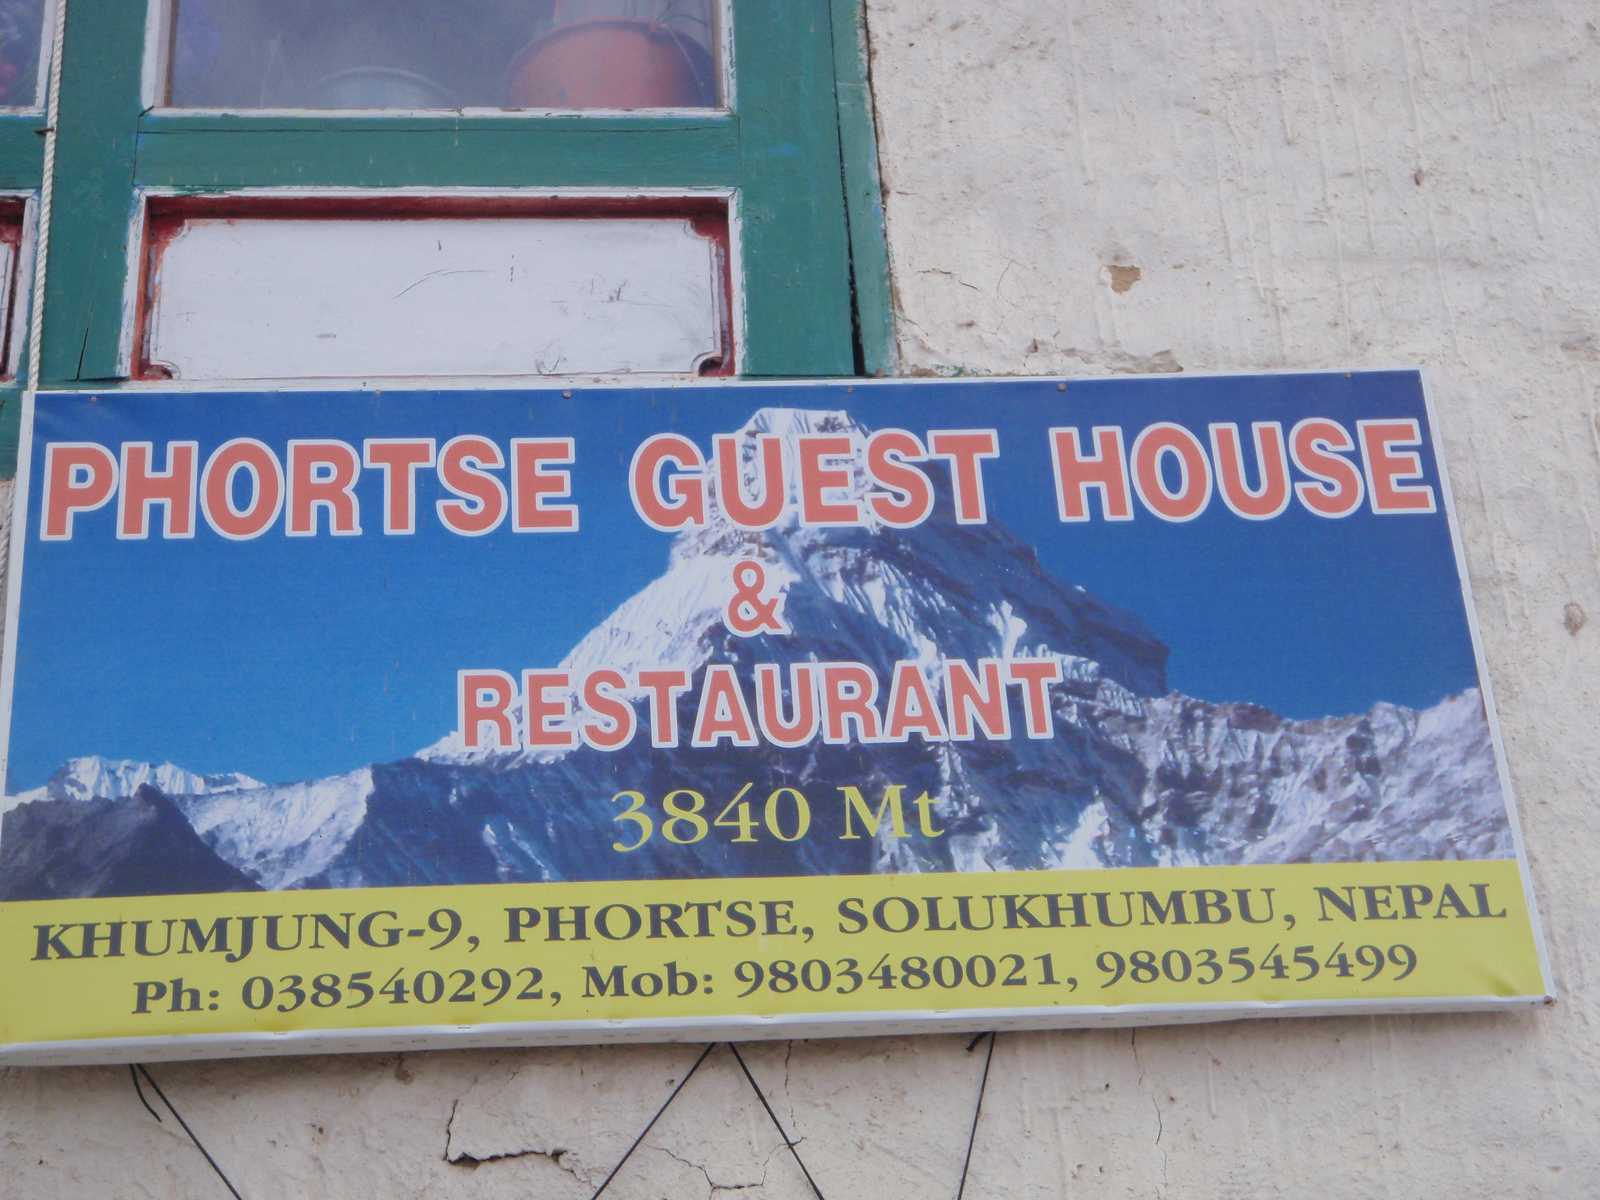 PHORTSE GUEST HOUSE
&
RESTAURANT
3840 Mt
KHUMJUNG-9, PHORTSE, SOLUKHUMBU, NEPAL
Ph: 038540292, Mob: 9803480021, 9803545499